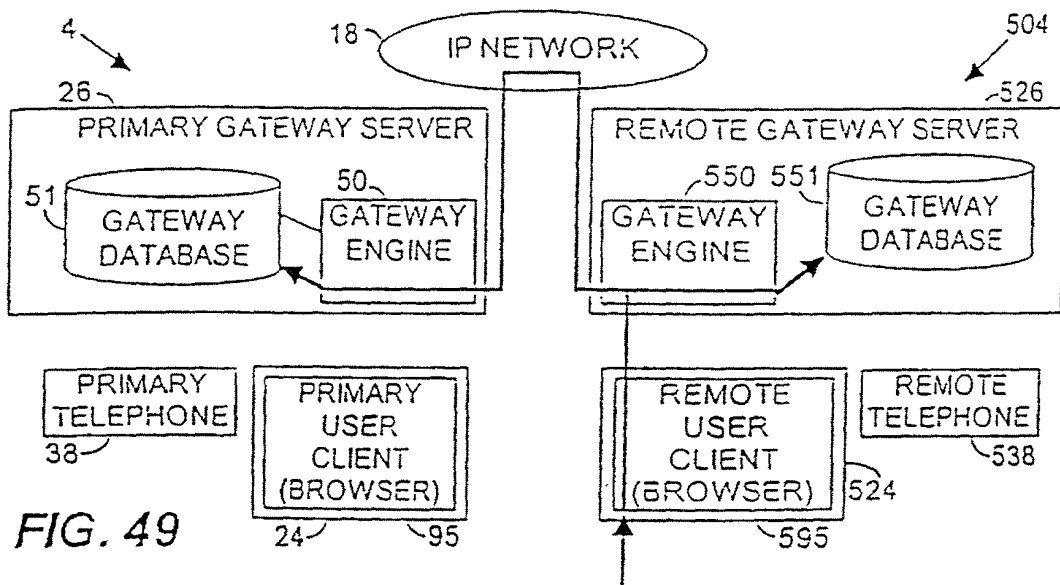 4
18
IP NETWORK
504
26
526
PRIMARY GATEWAY SERVER
REMOTE GATEWAY SERVER
51
GATEWAY
DATABASE
50
GATEWAY
ENGINE
550
GATEWAY
ENGINE
551
GATEWAY
DATABASE
PRIMARY
TELEPHONE
38
PRIMARY
USER
CLIENT
(BROWSER)
24
95
REMOTE
USER
CLIENT
(BROWSER)
524
595
REMOTE
TELEPHONE
538
FIG. 49